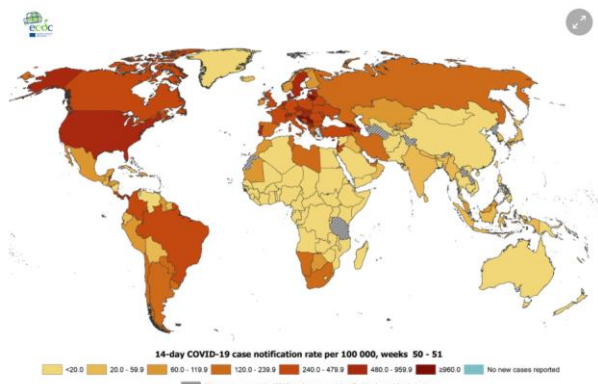 ecdc
14-day COVID-19 case notification rate per 100 000, weeks 50 - 51
<20.0 20.0 - 59.9 60.0 - 119.9 120.0 - 239.9 240.0 - 479.9 480.0 - 959.9 ≥960.0 No new cases reported